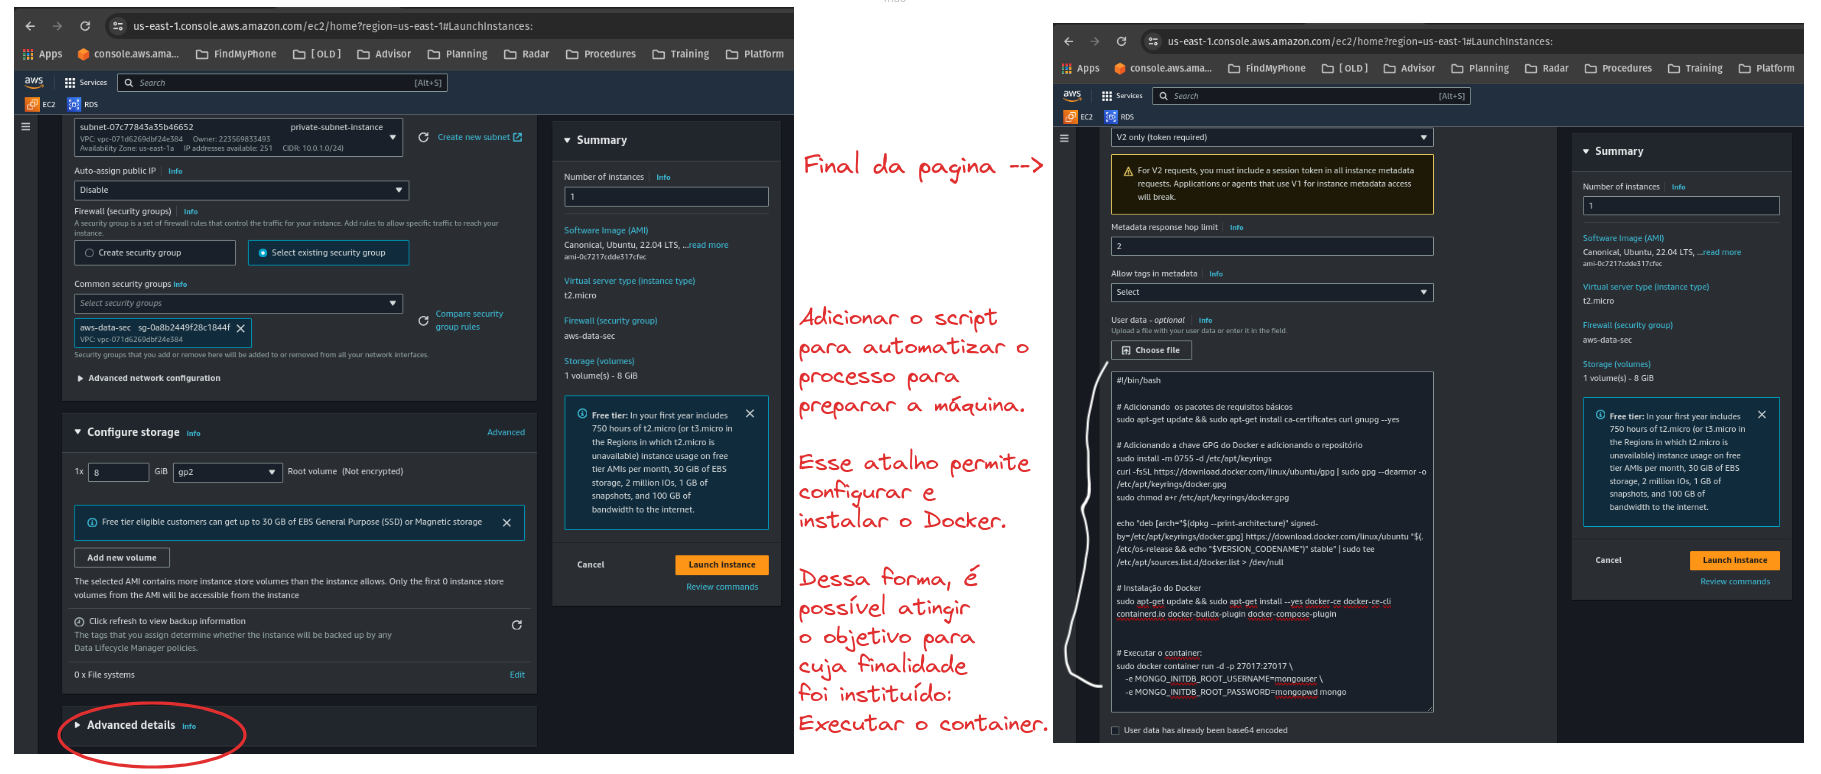 us-east-1.console.aws.amazon.com/ec2/home?region=us-east-1#LaunchInstances:
Apps console.aws.ama... FindMyPhone [OLD] Advisor Planning Radar Procedures Training Platform
aws Services Search [Alt+S]
EC2 RDS
subnet-07c77843a35b46652 private-subnet-instance
VPC: vpc-071d6269dbf24e384 Owner: 223569833493
Availability Zone: us-east-1a IP addresses available: 251 CIDR: 10.0.1.0/24)
Create new subnet
Auto-assign public IP Info
Disable
Firewall (security groups) Info
A security group is a set of firewall rules that control the traffic for your instance. Add rules to allow specific traffic to reach your
instance.
Create security group Select existing security group
Common security groups Info
Select security groups
aws-data-sec sg-0a8b2449f28c1844f
VPC: vpc-071d6269dbf24e384
Compare security
group rules
Security groups that you add or remove here will be added to or removed from all your network interfaces.
Advanced network configuration
Configure storage Info Advanced
1x 8 GiB gp2 Root volume (Not encrypted)
Free tier eligible customers can get up to 30 GB of EBS General Purpose (SSD) or Magnetic storage
Add new volume
The selected AMI contains more instance store volumes than the instance allows. Only the first 0 instance store
volumes from the AMI will be accessible from the instance
Click refresh to view backup information
The tags that you assign determine whether the instance will be backed up by any
Data Lifecycle Manager policies.
0 x File systems Edit
Advanced details Info
Summary
Number of instances Info
1
Software Image (AMI)
Canonical, Ubuntu, 22.04 LTS, ...read more
ami-0c7217cdde317cfec
Virtual server type (instance type)
t2.micro
Firewall (security group)
aws-data-sec
Storage (volumes)
1 volume(s) - 8 GiB
Free tier: In your first year includes
750 hours of t2.micro (or t3.micro in
the Regions in which t2.micro is
unavailable) instance usage on free
tier AMIs per month, 30 GiB of EBS
storage, 2 million IOs, 1 GB of
snapshots, and 100 GB of
bandwidth to the internet.
Cancel Launch instance
Review commands
Final da pagina -->
Adicionar o script
para automatizar o
processo para
preparar a máquina.
Esse atalho permite
configurar e
instalar o Docker.
Dessa forma, é
possível atingir
o objetivo para
cuja finalidade
foi instituído:
Executar o container.
us-east-1.console.aws.amazon.com/ec2/home?region=us-east-1#LaunchInstances:
Apps console.aws.ama... FindMyPhone [OLD] Advisor Planning Radar Procedures Training Platform
aws Services Search [Alt+S]
EC2 RDS
V2 only (token required)
For V2 requests, you must include a session token in all instance metadata
requests. Applications or agents that use V1 for instance metadata access
will break.
Metadata response hop limit Info
2
Allow tags in metadata Info
Select
User data - optional Info
Upload a file with your user data or enter it in the field.
Choose file
#!/bin/bash
# Adicionando os pacotes de requisitos básicos
sudo apt-get update && sudo apt-get install ca-certificates curl gnupg --yes
# Adicionando a chave GPG do Docker e adicionando o repositório
sudo install -m 0755 -d /etc/apt/keyrings
curl -fsSL https://download.docker.com/linux/ubuntu/gpg | sudo gpg --dearmor -o
/etc/apt/keyrings/docker.gpg
sudo chmod a+r /etc/apt/keyrings/docker.gpg
echo "deb [arch="$(dpkg --print-architecture)" signed-
by=/etc/apt/keyrings/docker.gpg] https://download.docker.com/linux/ubuntu "$(.
/etc/os-release && echo "$VERSION_CODENAME")" stable" | sudo tee
/etc/apt/sources.list.d/docker.list > /dev/null
# Instalação do Docker
sudo apt-get update && sudo apt-get install --yes docker-ce docker-ce-cli
containerd.io docker-buildx-plugin docker-compose-plugin
# Executar o container:
sudo docker container run -d -p 27017:27017 \
-e MONGO_INITDB_ROOT_USERNAME=mongouser \
-e MONGO_INITDB_ROOT_PASSWORD=mongopwd mongo
User data has already been base64 encoded
Summary
Number of instances Info
1
Software Image (AMI)
Canonical, Ubuntu, 22.04 LTS, ...read more
ami-0c7217cdde317cfec
Virtual server type (instance type)
t2.micro
Firewall (security group)
aws-data-sec
Storage (volumes)
1 volume(s) - 8 GiB
Free tier: In your first year includes
750 hours of t2.micro (or t3.micro in
the Regions in which t2.micro is
unavailable) instance usage on free
tier AMIs per month, 30 GiB of EBS
storage, 2 million IOs, 1 GB of
snapshots, and 100 GB of
bandwidth to the internet.
Cancel Launch instance
Review commands